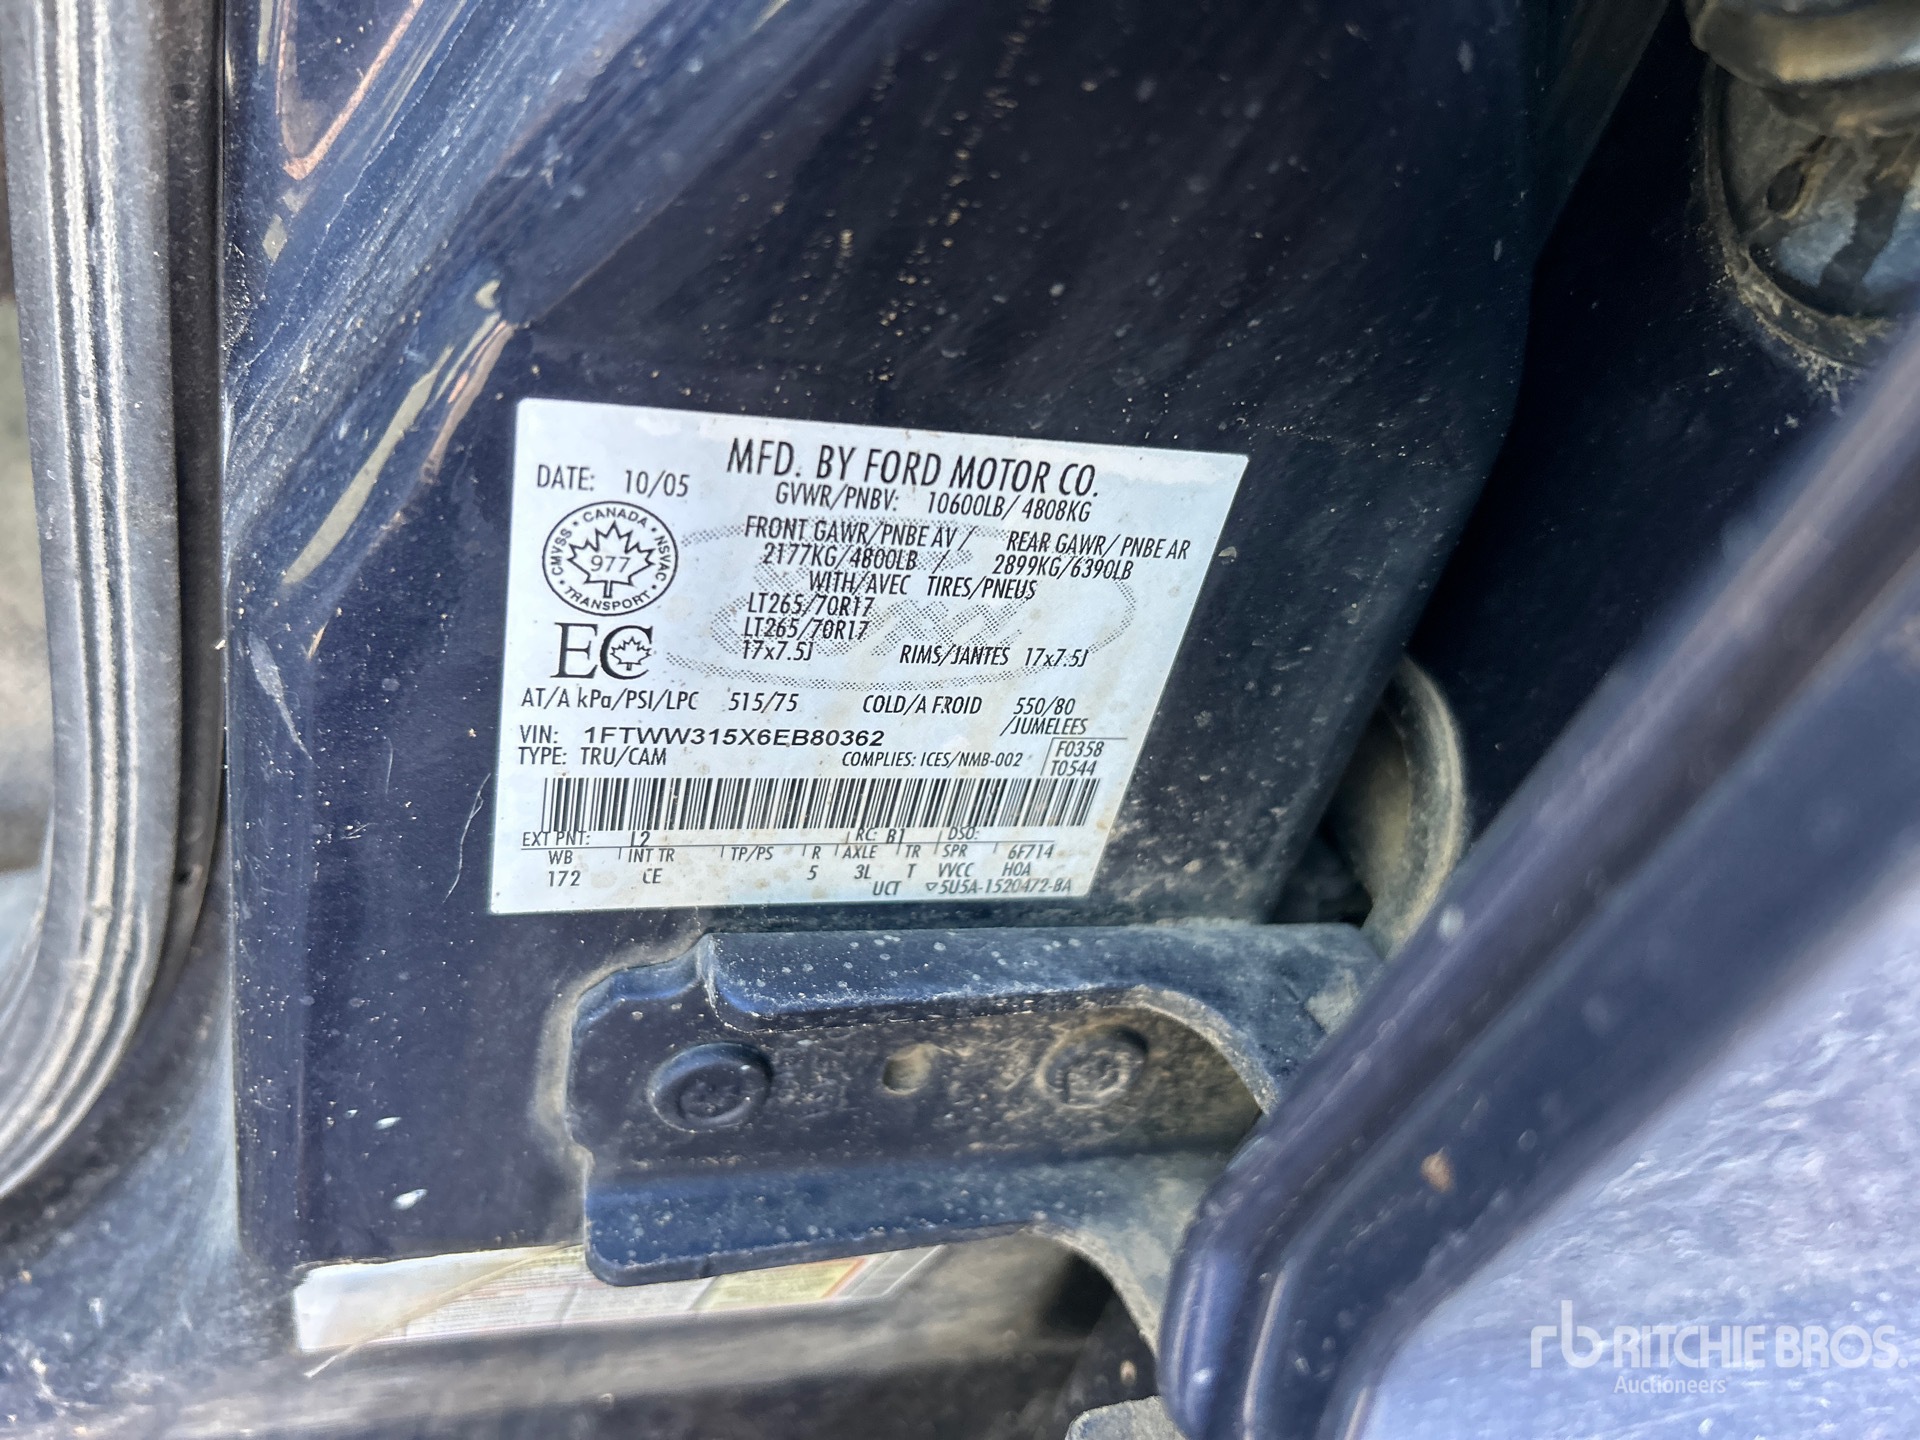 MFD. BY FORD MOTOR CO.
DATE: 10/05
GVWR/PNBV: 10600LB/ 4808KG
CMVSS • CANADA • NSVAC
977
TRANSPORT
FRONT GAWR/PNBE AV / REAR GAWR/ PNBE AR
2177KG/4800LB / 2899KG/6390LB
WITH/AVEC TIRES/PNEUS
LT265/70R17
LT265/70R17
17x7.5J RIMS/JANTES 17x7.5J
EC
AT/A kPa/PSI/LPC 515/75 COLD/A FROID 550/80
/JUMELEES
VIN: 1FTWW315X6EB80362
TYPE: TRU/CAM COMPLIES: ICES/NMB-002
F0358
T0544
EXT PNT: L2 RC: B1 DSO:
WB INT TR TP/PS R AXLE TR SPR 6F714
172 CE 5 3L T VVCC HOA
UCT ▽5U5A-1520472-BA
rb RITCHIE BROS.
Auctioneers